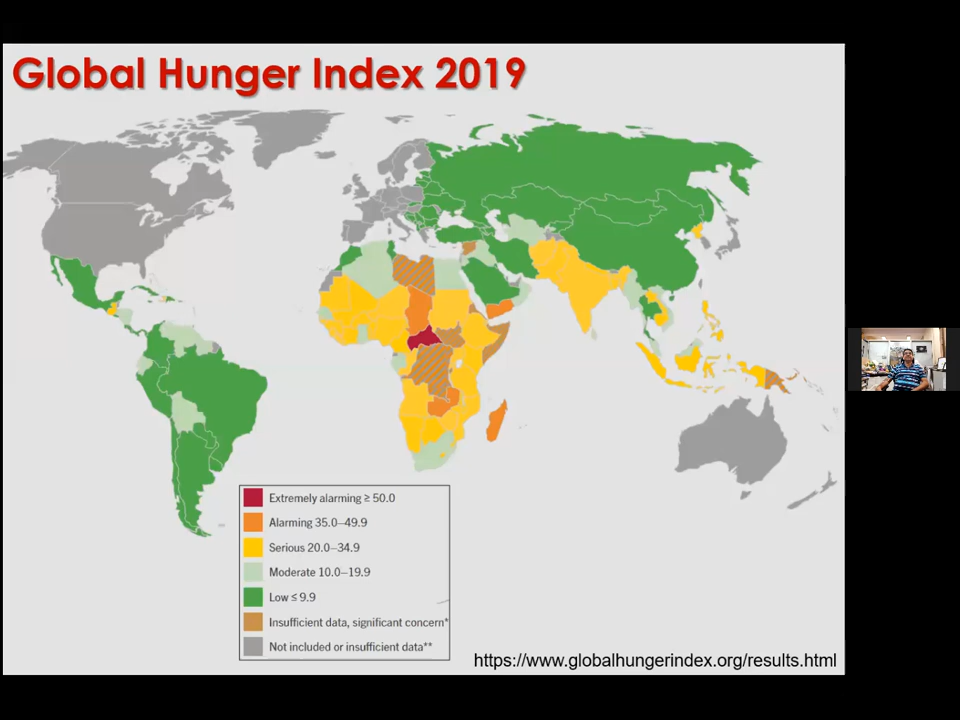 Global Hunger Index 2019
Extremely alarming ≥ 50.0
Alarming 35.0–49.9
Serious 20.0–34.9
Moderate 10.0–19.9
Low ≤ 9.9
Insufficient data, significant concern*
Not included or insufficient data**
https://www.globalhungerindex.org/results.html